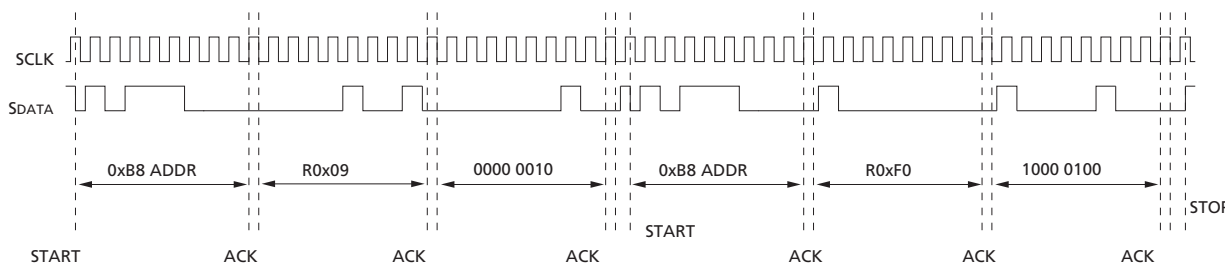 SCLK
SDATA
0xB8 ADDR
R0x09
0000 0010
0xB8 ADDR
R0xF0
1000 0100
STOP
START
START
ACK
ACK
ACK
ACK
ACK
ACK